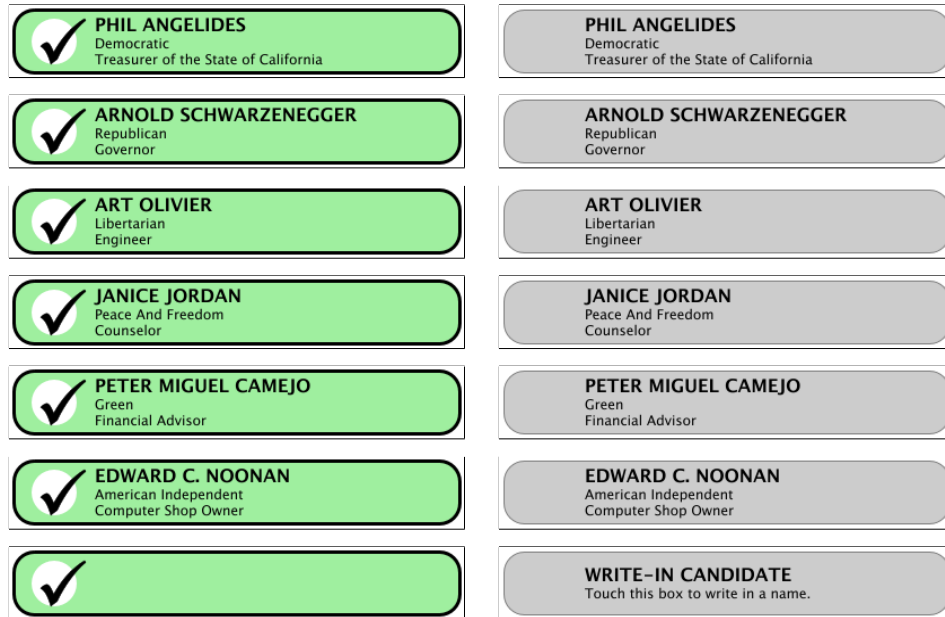 PHIL ANGELIDES
Democratic
Treasurer of the State of California
ARNOLD SCHWARZENEGGER
Republican
Governor
ART OLIVIER
Libertarian
Engineer
JANICE JORDAN
Peace And Freedom
Counselor
PETER MIGUEL CAMEJO
Green
Financial Advisor
EDWARD C. NOONAN
American Independent
Computer Shop Owner
PHIL ANGELIDES
Democratic
Treasurer of the State of California
ARNOLD SCHWARZENEGGER
Republican
Governor
ART OLIVIER
Libertarian
Engineer
JANICE JORDAN
Peace And Freedom
Counselor
PETER MIGUEL CAMEJO
Green
Financial Advisor
EDWARD C. NOONAN
American Independent
Computer Shop Owner
WRITE-IN CANDIDATE
Touch this box to write in a name.